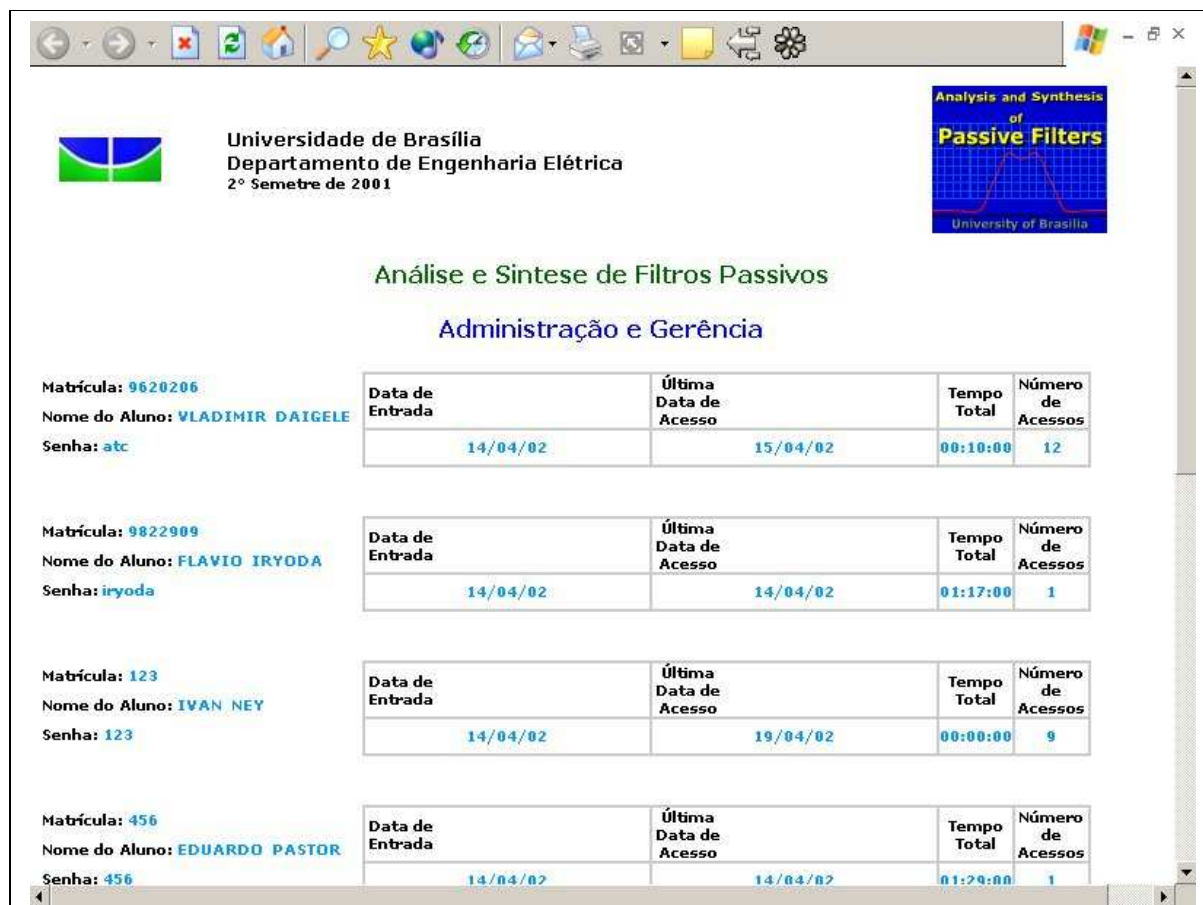 Analysis and Synthesis
of
Passive Filters
University of Brasilia
Universidade de Brasília
Departamento de Engenharia Elétrica
2° Semetre de 2001
Análise e Sintese de Filtros Passivos
Administração e Gerência
Matrícula: 9620206
Nome do Aluno: VLADIMIR DAIGELE
Senha: atc
Data de
Entrada
Última
Data de
Acesso
Tempo
Total
Número
de
Acessos
14/04/02 15/04/02 00:10:00 12
Matrícula: 9822909
Nome do Aluno: FLAVIO IRYODA
Senha: iryoda
Data de
Entrada
Última
Data de
Acesso
Tempo
Total
Número
de
Acessos
14/04/02 14/04/02 01:17:00 1
Matrícula: 123
Nome do Aluno: IVAN NEY
Senha: 123
Data de
Entrada
Última
Data de
Acesso
Tempo
Total
Número
de
Acessos
14/04/02 19/04/02 00:00:00 9
Matrícula: 456
Nome do Aluno: EDUARDO PASTOR
Senha: 456
Data de
Entrada
Última
Data de
Acesso
Tempo
Total
Número
de
Acessos
14/04/02 14/04/02 01:29:00 1